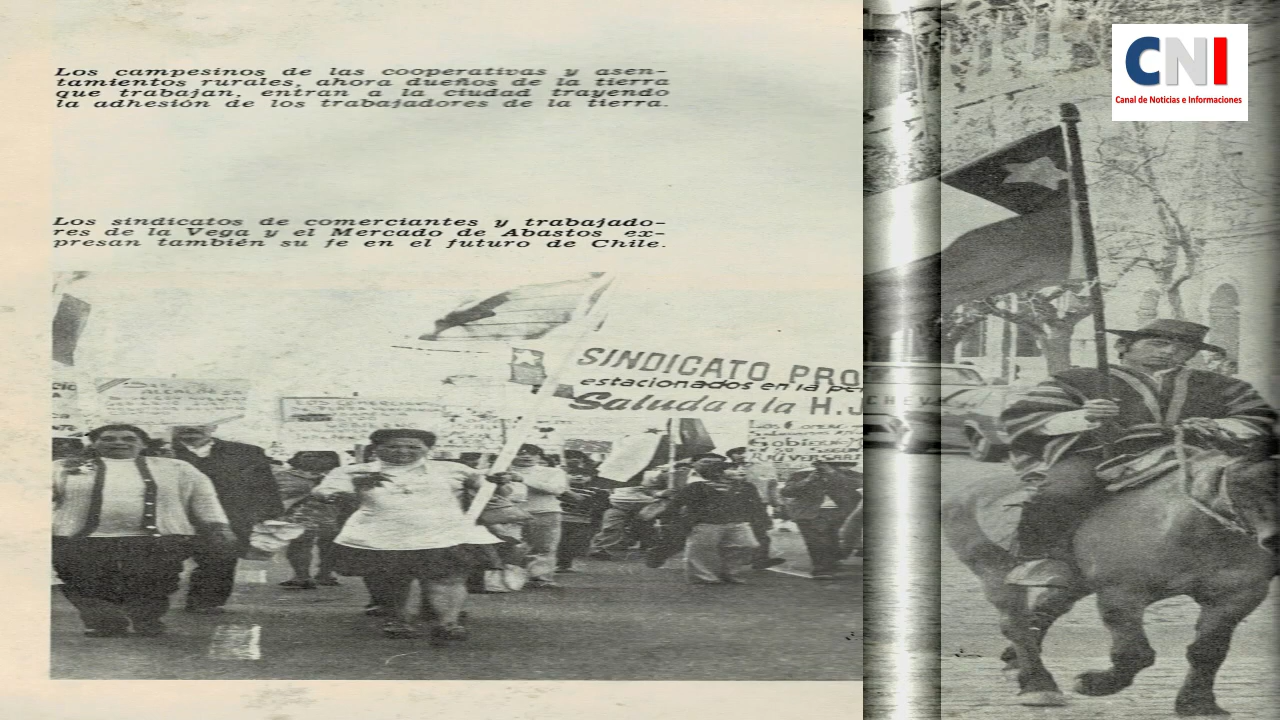 Los campesinos de las cooperativas y asen-
tamientos rurales, ahora dueños de la tierra
que trabajan, entran a la ciudad trayendo
la adhesión de los trabajadores de la tierra.
Los sindicatos de comerciantes y trabajado-
res de la Vega y el Mercado de Abastos ex-
presan también su fe en el futuro de Chile.
SINDICATO PRO
estacionados en la pe
Saluda a la H.J
CHEV
CNI
Canal de Noticias e Informaciones